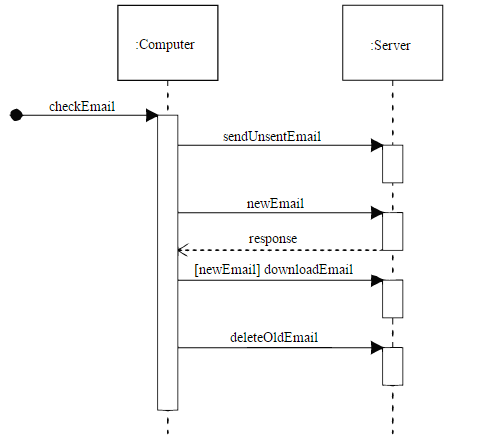 :Computer
:Server
checkEmail
sendUnsentEmail
newEmail
response
[newEmail] downloadEmail
deleteOldEmail